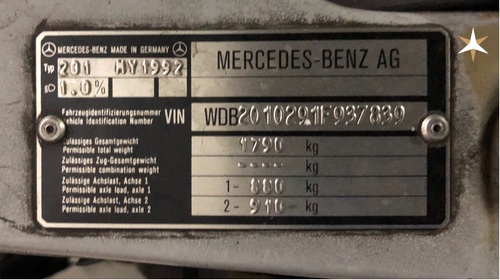 MERCEDES-BENZ MADE IN GERMANY
MERCEDES-BENZ AG
Typ 201 MY1992
1.0%
Fahrzeugidentifizierungsnummer
Vehicle Identification Number
VIN
WDB2010291F937839
Zulässiges Gesamtgewicht
Permissible total weight
1790 kg
Zulässiges Zug-Gesamtgewicht
Permissible combination weight
---- kg
Zulässige Achslast, Achse 1
Permissible axle load, axle 1
1- 880 kg
Zulässige Achslast, Achse 2
Permissible axle load, axle 2
2- 910 kg